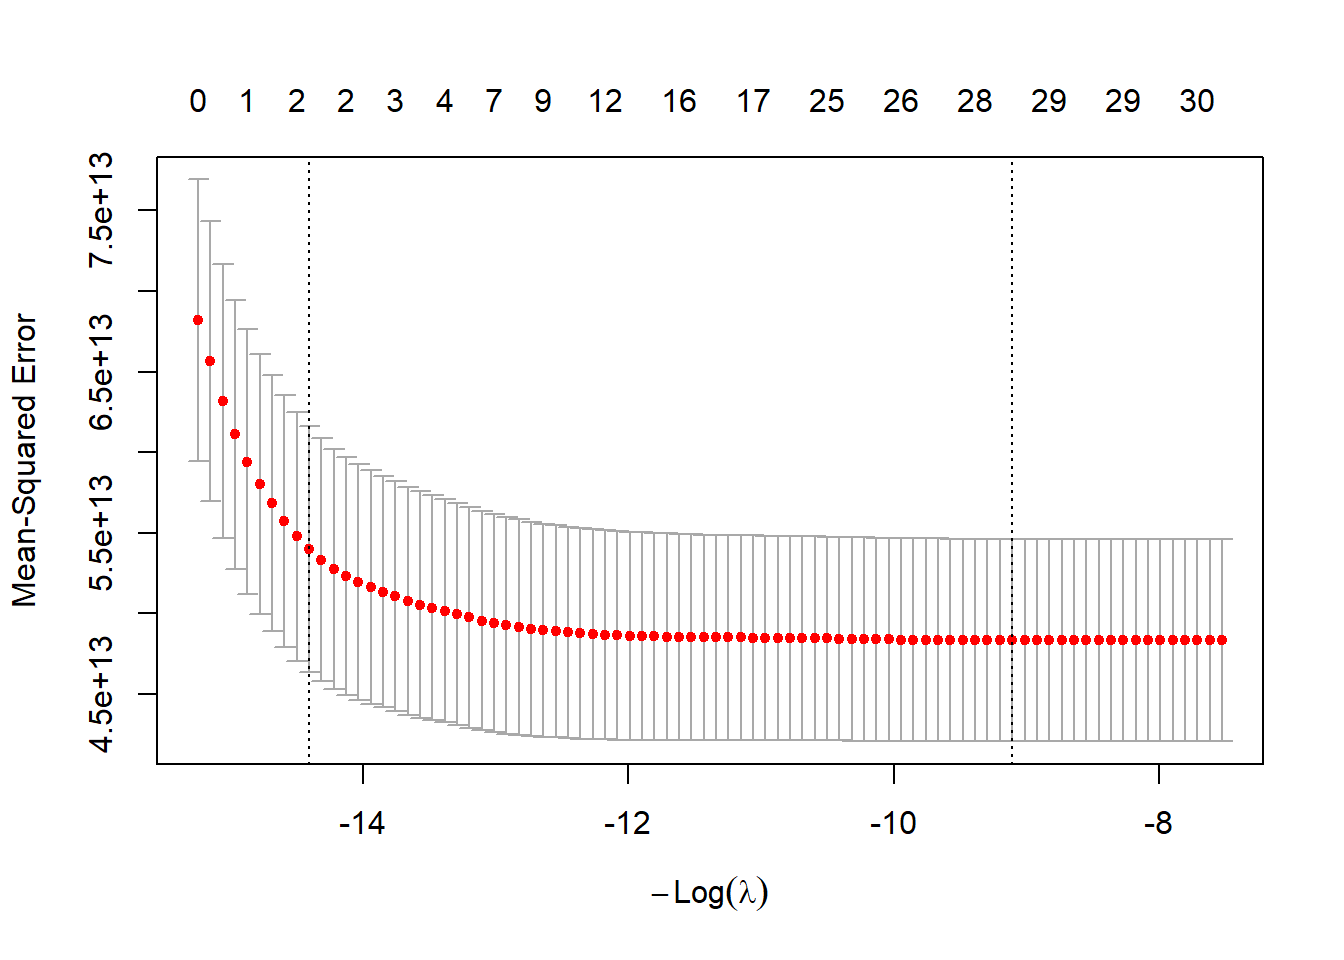 0 1 2 2 3 4 7 9 12 16 17 25 26 28 29 29 30
7.5e+13
6.5e+13
5.5e+13
4.5e+13
Mean-Squared Error
-14 -12 -10 -8
−Log(λ)